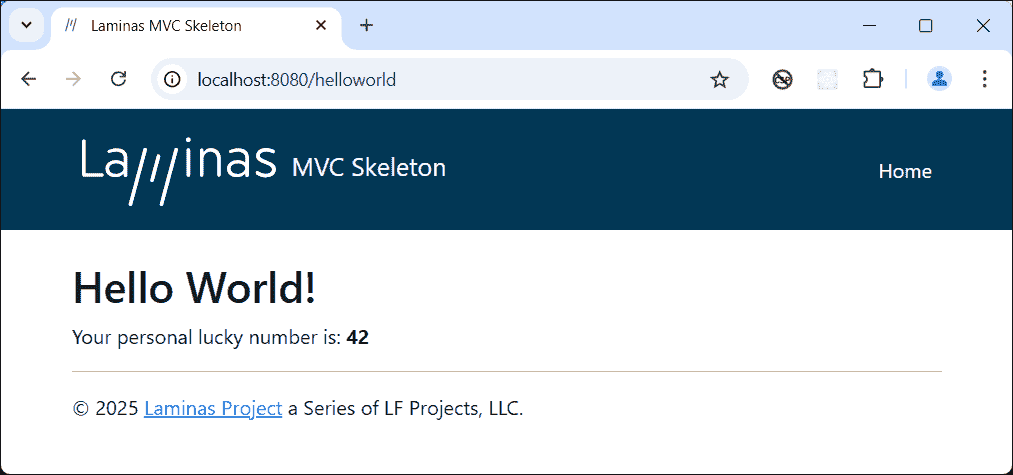 Laminas MVC Skeleton
localhost:8080/helloworld
Laminas MVC Skeleton
Home
Hello World!
Your personal lucky number is: 42
© 2025 Laminas Project a Series of LF Projects, LLC.